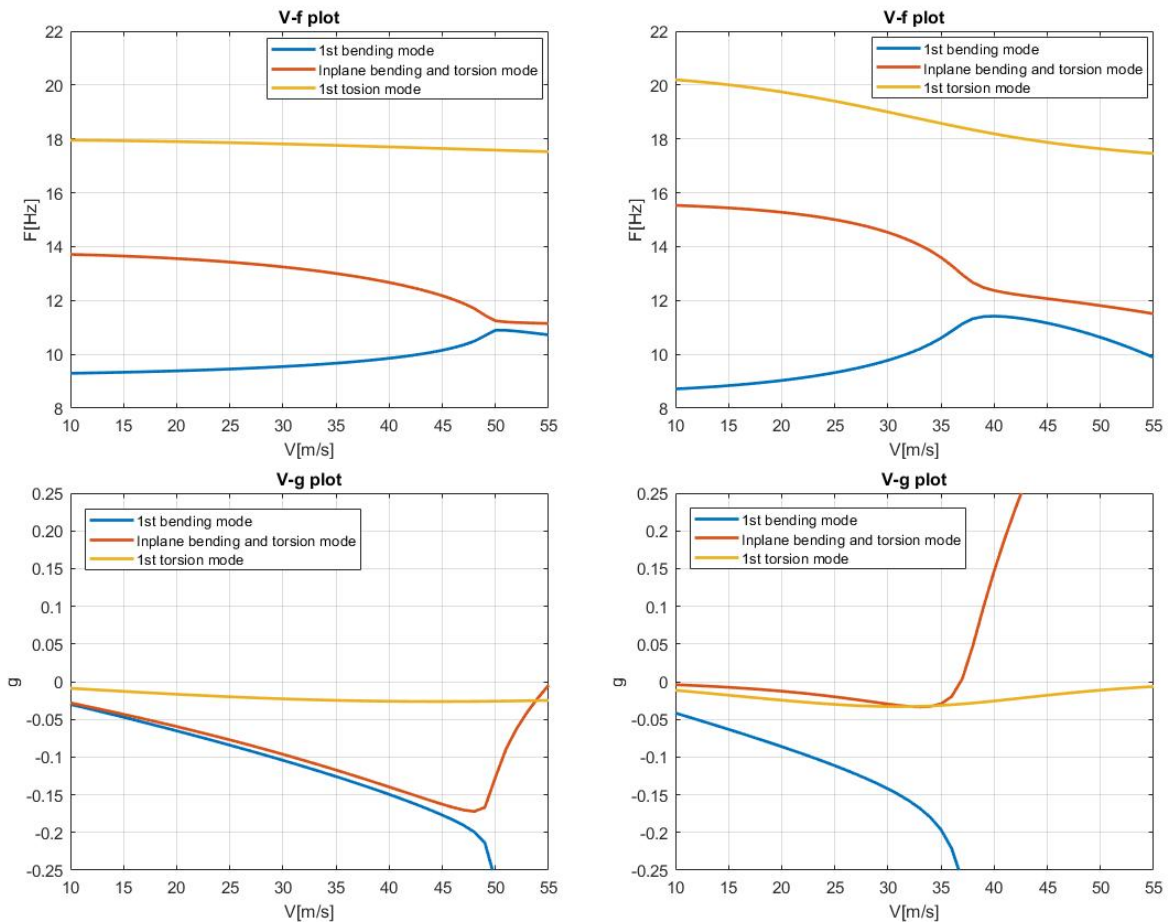 V-f plot
22
20
18
16
14
12
10
8
F[Hz]
1st bending mode
Inplane bending and torsion mode
1st tosion mode
10 15 20 25 30 35 40 45 50 55
V[m/s]
V-f plot
22
20
18
16
14
12
10
8
F[Hz]
1st bending mode
Inplane bending and torsion mode
1st torsion mode
10 15 20 25 30 35 40 45 50 55
V[m/s]
V-g plot
0.25
0.2
0.15
0.1
0.05
0
-0.05
-0.1
-0.15
-0.2
-0.25
g
1st bending mode
Inplane bending and torsion mode
1st torsion mode
10 15 20 25 30 35 40 45 50 55
V[m/s]
V-g plot
0.25
0.2
0.15
0.1
0.05
0
-0.05
-0.1
-0.15
-0.2
-0.25
g
1st bending mode
Inplane bending and torsion mode
1st torsion mode
10 15 20 25 30 35 40 45 50 55
V[m/s]